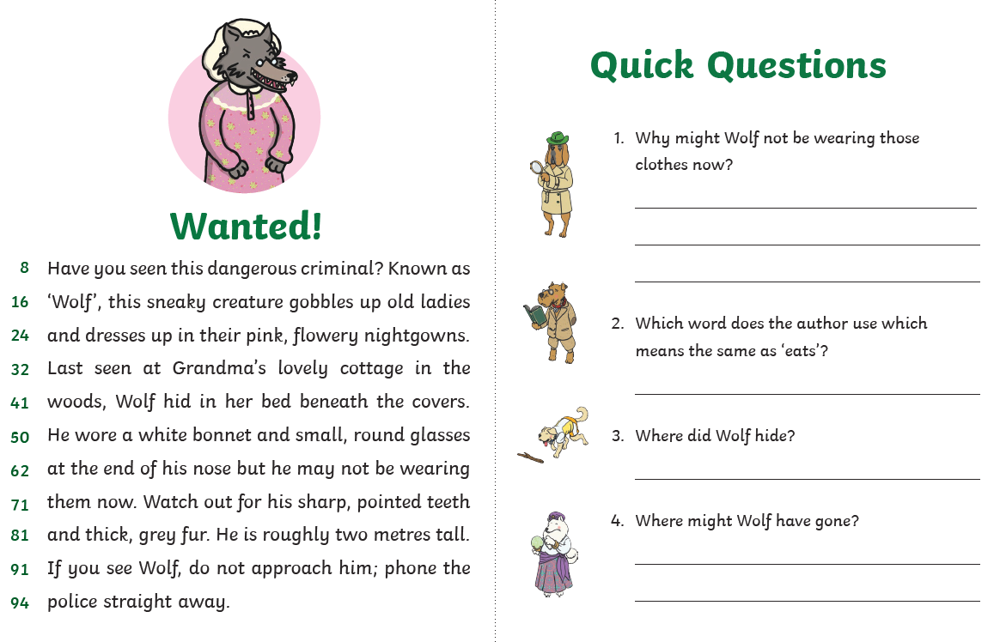 Wanted!
8 Have you seen this dangerous criminal? Known as
16 ‘Wolf’, this sneaky creature gobbles up old ladies
24 and dresses up in their pink, flowery nightgowns.
32 Last seen at Grandma’s lovely cottage in the
41 woods, Wolf hid in her bed beneath the covers.
50 He wore a white bonnet and small, round glasses
62 at the end of his nose but he may not be wearing
71 them now. Watch out for his sharp, pointed teeth
81 and thick, grey fur. He is roughly two metres tall.
91 If you see Wolf, do not approach him; phone the
94 police straight away.
Quick Questions
1. Why might Wolf not be wearing those
clothes now?
2. Which word does the author use which
means the same as ‘eats’?
3. Where did Wolf hide?
4. Where might Wolf have gone?